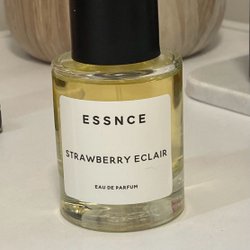 ESSNCE
STRAWBERRY ECLAIR
EAU DE PARFUM